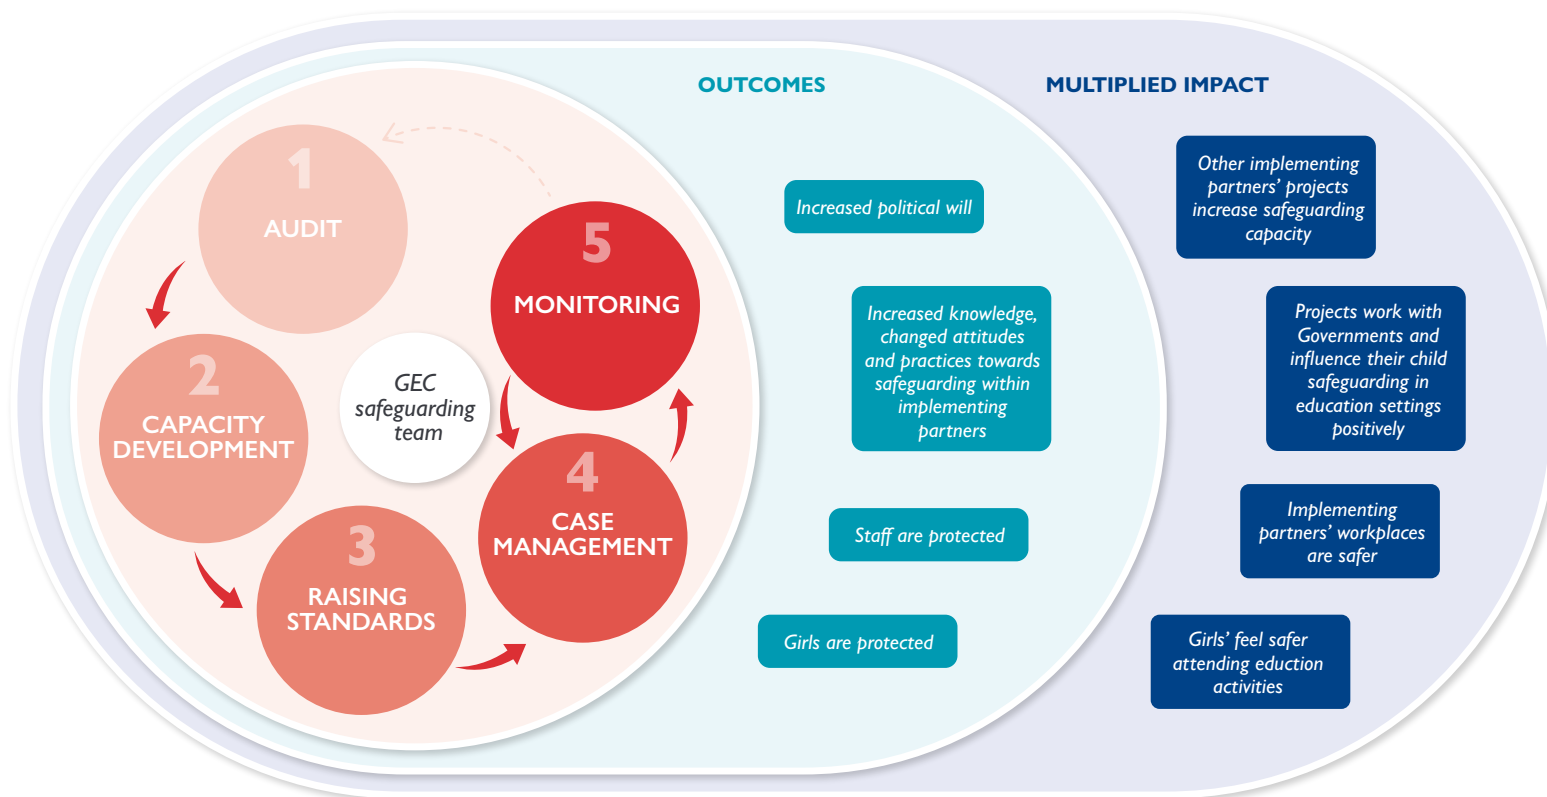 OUTCOMES
MULTIPLIED IMPACT
1
AUDIT
2
CAPACITY
DEVELOPMENT
3
RAISING
STANDARDS
4
CASE
MANAGEMENT
5
MONITORING
GEC
safeguarding
team
Increased political will
Increased knowledge,
changed attitudes
and practices towards
safeguarding within
implementing
partners
Staff are protected
Girls are protected
Other implementing
partners’ projects
increase safeguarding
capacity
Projects work with
Governments and
influence their child
safeguarding in
education settings
positively
Implementing
partners’ workplaces
are safer
Girls’ feel safer
attending eduction
activities